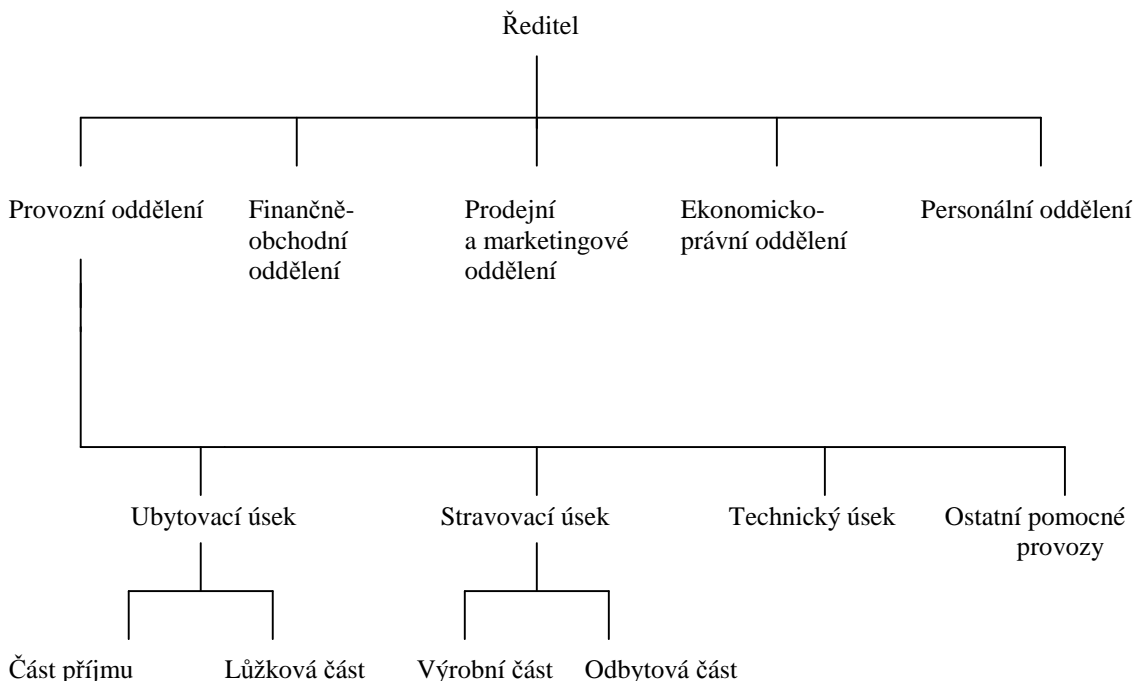 Ředitel
Provozní oddělení
Finančně-
obchodní
oddělení
Prodejní
a marketingové
oddělení
Ekonomicko-
právní oddělení
Personální oddělení
Ubytovací úsek
Stravovací úsek
Technický úsek
Ostatní pomocné
provozy
Část příjmu
Lůžková část
Výrobní část
Odbytová část